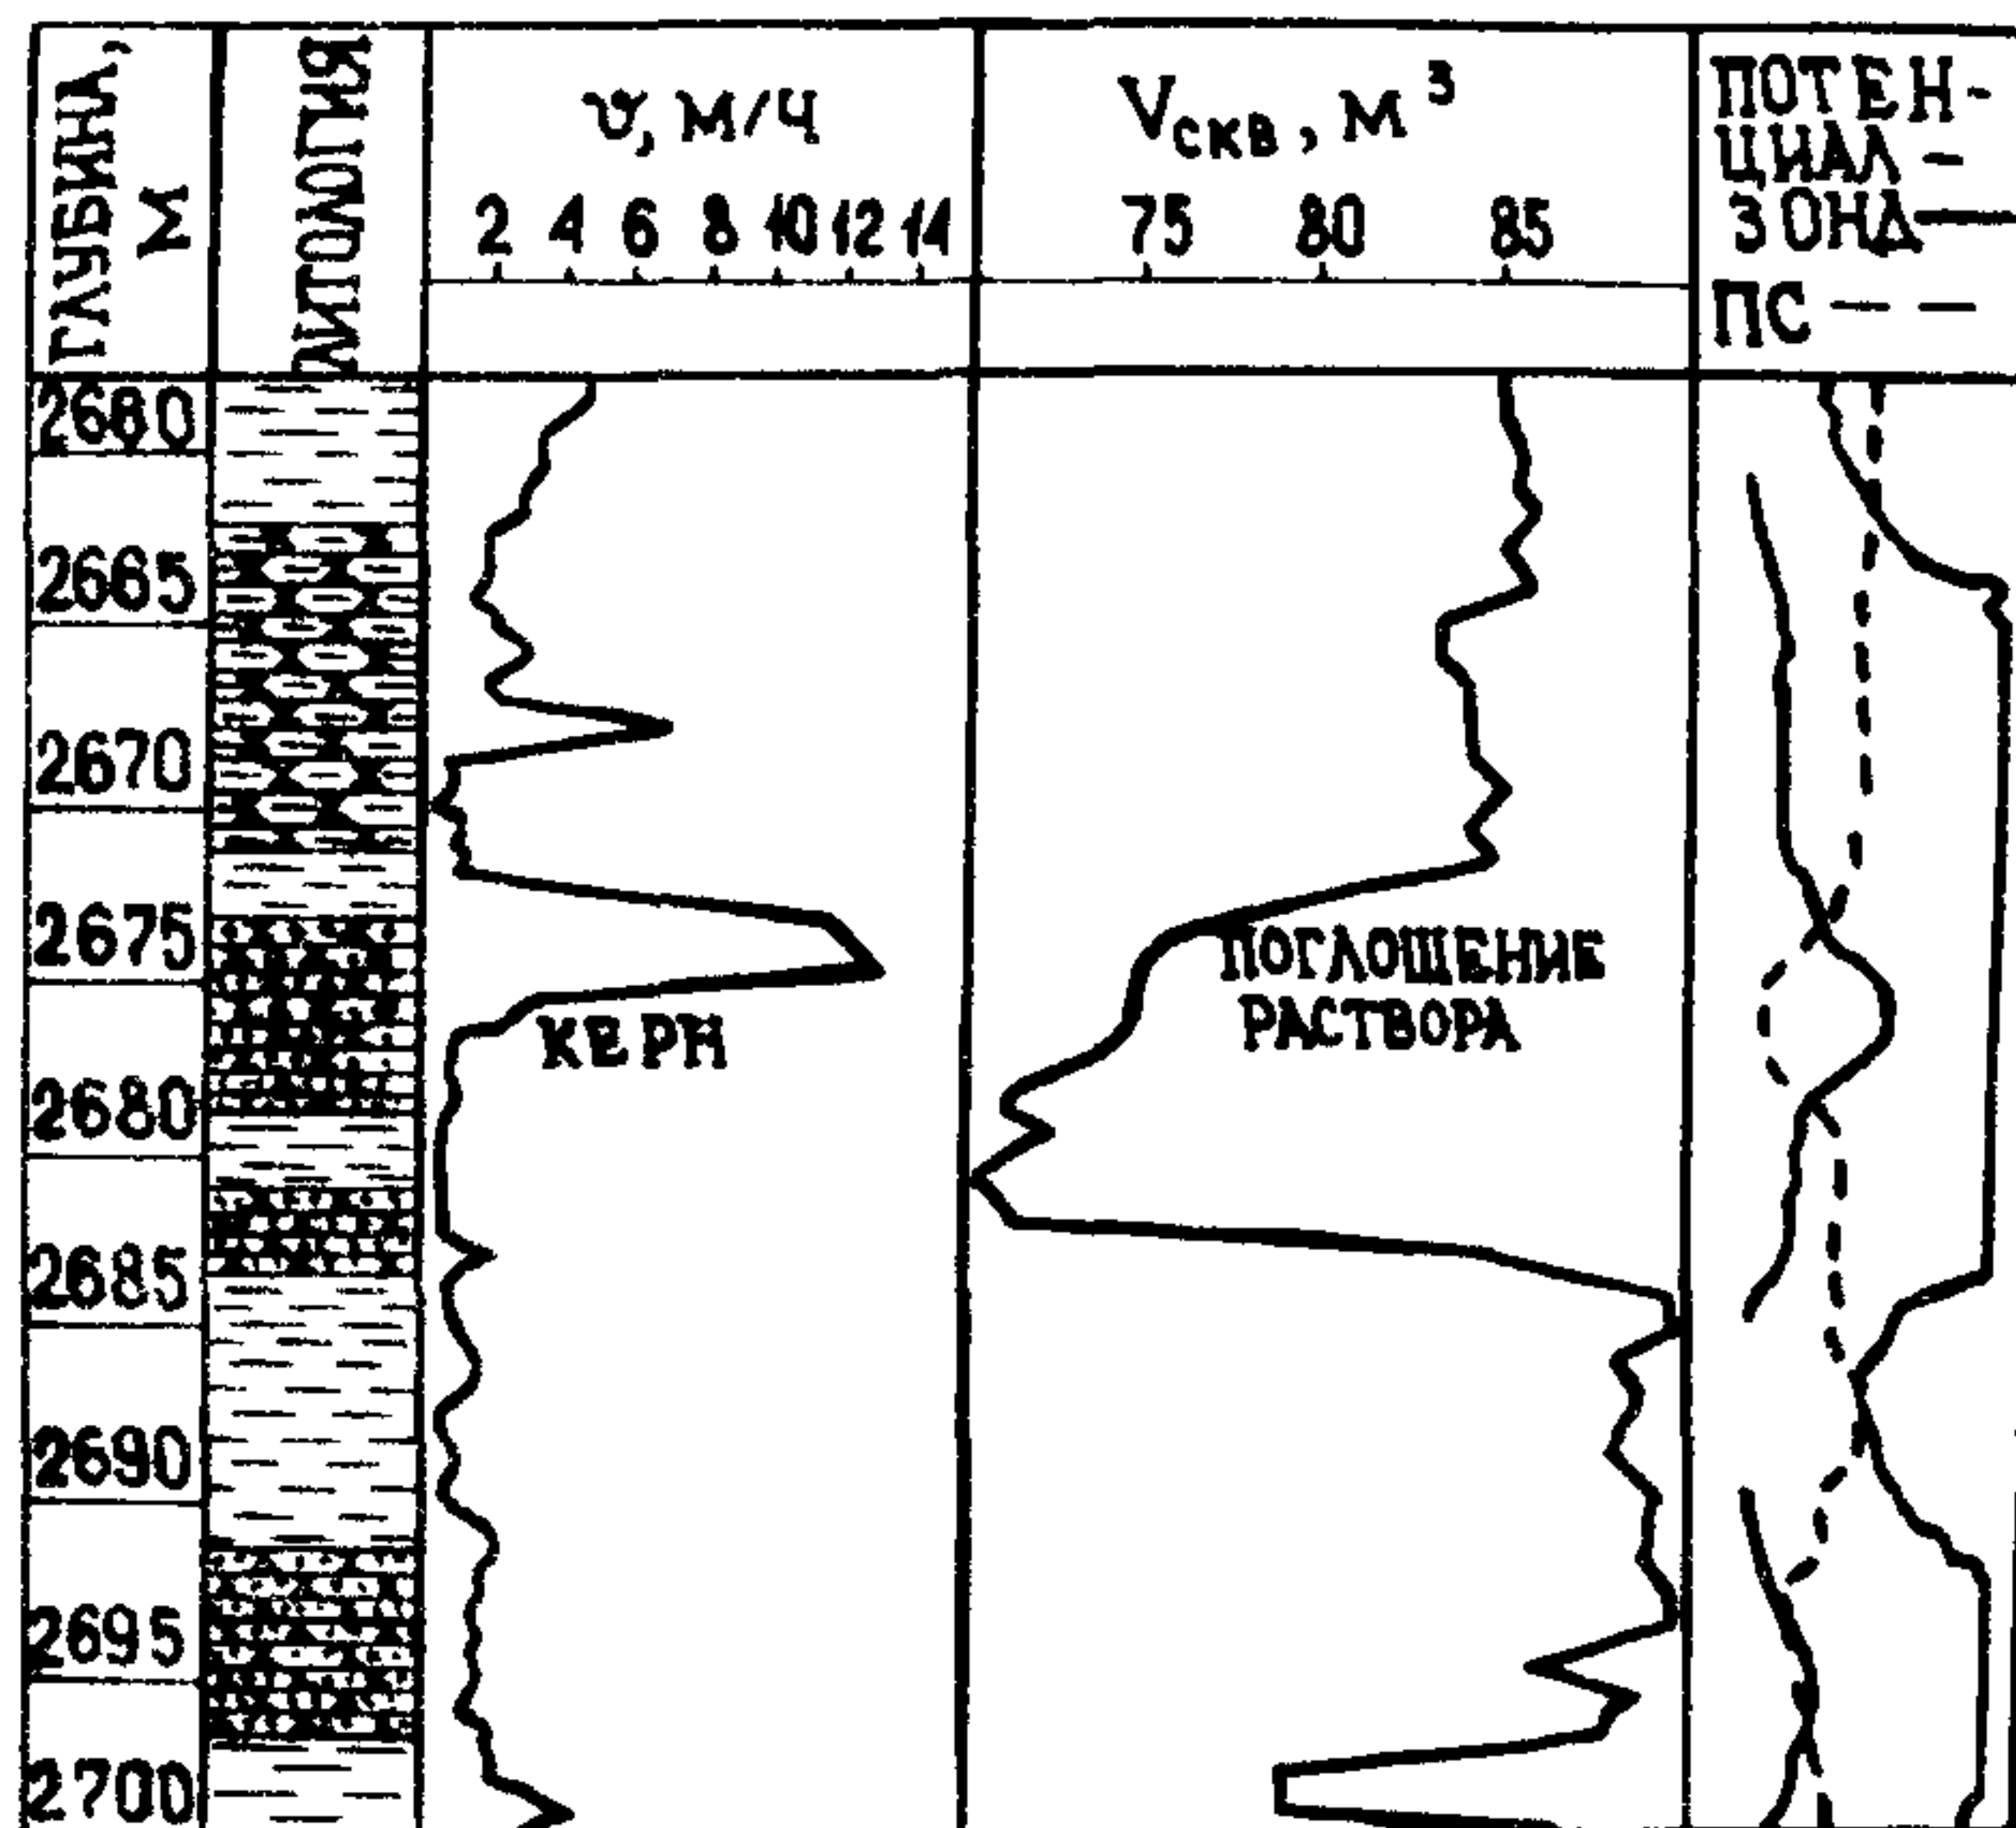 ГЛУБИНА,
М
ЛИТОЛОГИЯ
v, М/Ч
2 4 6 8 10 12 14
Vскв, М³
75 80 85
ПОТЕН-
ЦИАЛ -
ЗОНД —
ПС — —
2660
2665
2670
2675
ПОГЛОЩЕНИЕ
РАСТВОРА
КЕРН
2680
2685
2690
2695
2700